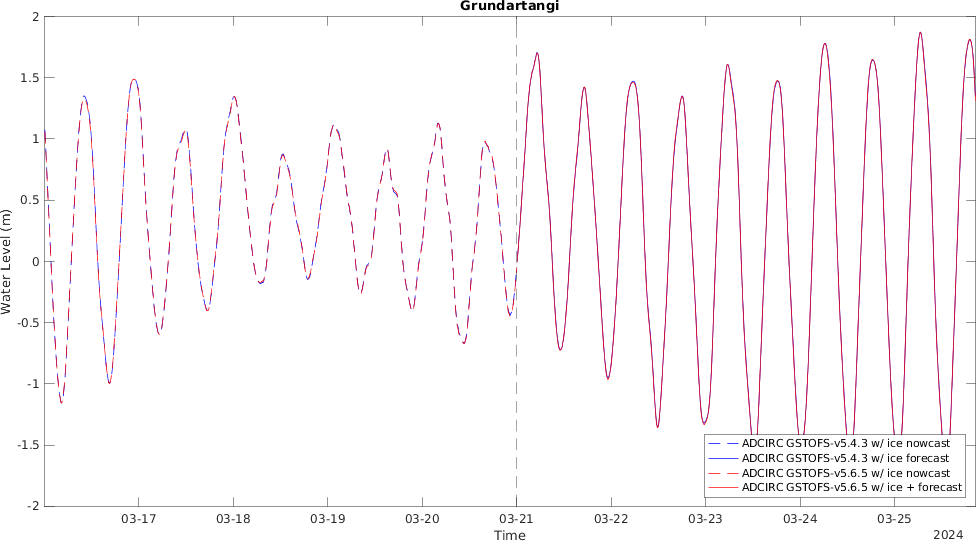 Grundartangi
2
1.5
1
0.5
0
-0.5
-1
-1.5
-2
Water Level (m)
03-17 03-18 03-19 03-20 03-21 03-22 03-23 03-24 03-25
Time
2024
ADCIRC GSTOFS-v5.4.3 w/ ice nowcast
ADCIRC GSTOFS-v5.4.3 w/ ice forecast
ADCIRC GSTOFS-v5.6.5 w/ ice nowcast
ADCIRC GSTOFS-v5.6.5 w/ ice + forecast